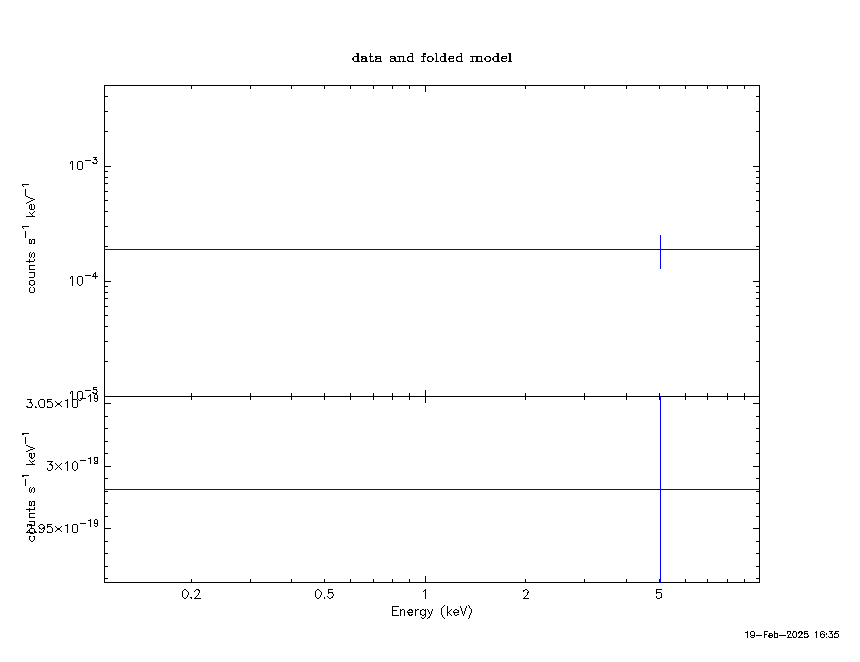 data and folded model
10⁻³
counts s⁻¹ keV⁻¹
10⁻⁴
10⁻⁵
3.05×10⁻¹⁹
3×10⁻¹⁹
counts s⁻¹ keV⁻¹
2.95×10⁻¹⁹
0.2 0.5 1 2 5
Energy (keV)
19-Feb-2025 16:35